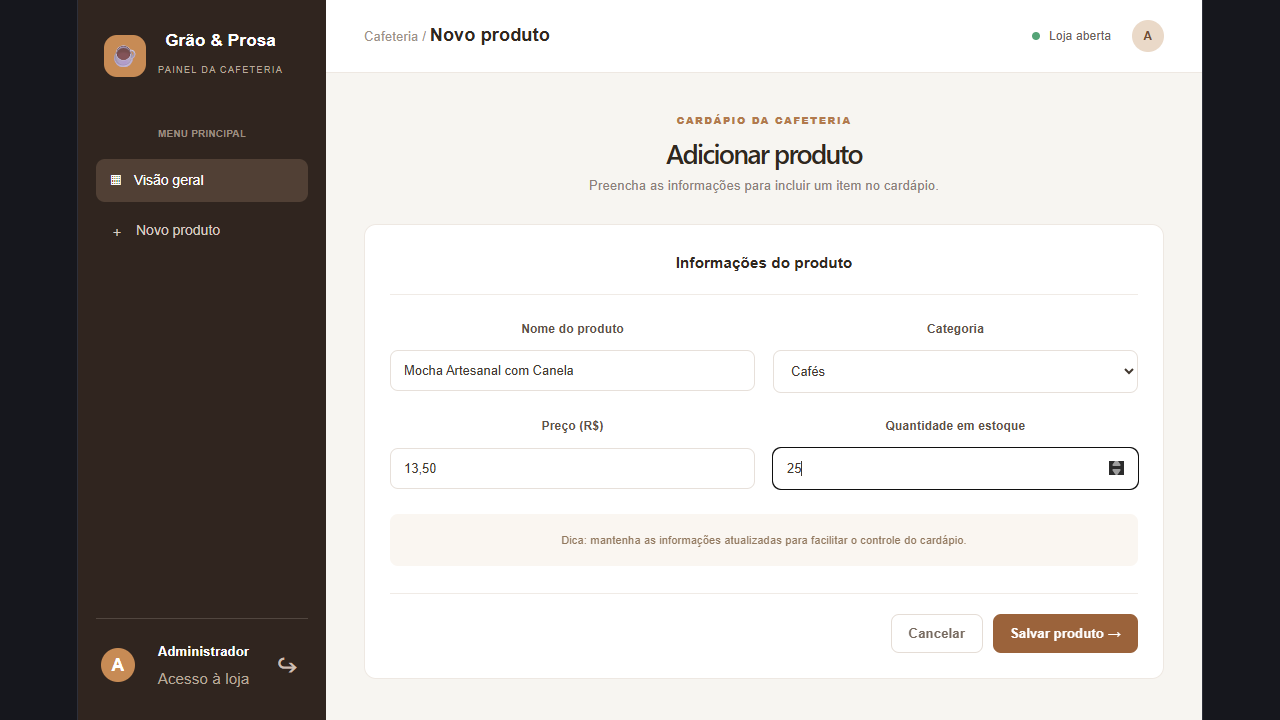 Grão & Prosa
PAINEL DA CAFETERIA
MENU PRINCIPAL
Visão geral
+ Novo produto
A
Administrador
Acesso à loja
Cafeteria / Novo produto
Loja aberta
A
CARDÁPIO DA CAFETERIA
Adicionar produto
Preencha as informações para incluir um item no cardápio.
Informações do produto
Nome do produto
Mocha Artesanal com Canela
Categoria
Cafés
Preço (R$)
13,50
Quantidade em estoque
25
Dica: mantenha as informações atualizadas para facilitar o controle do cardápio.
Cancelar
Salvar produto →